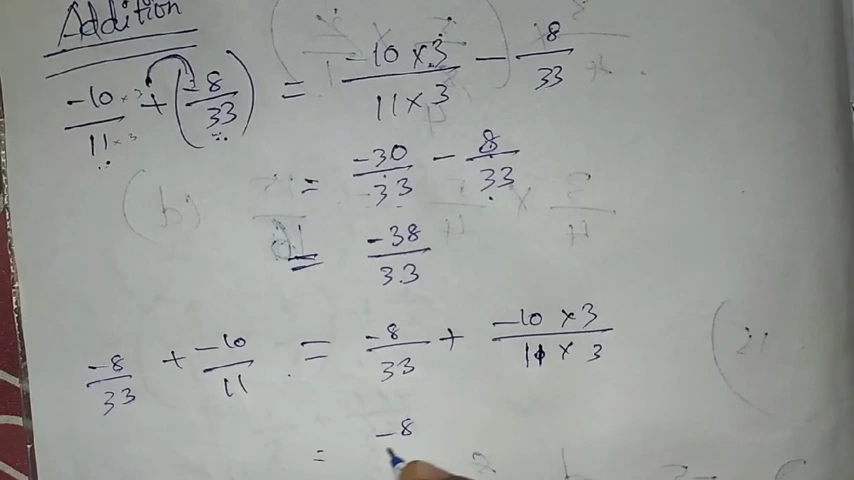 Addition
-10×3/11×3 + (-8/33) = -10×3/11×3 - 8/33
= -30/33 - 8/33
= -38/33
-8/33 + -10/11 = -8/33 + -10×3/11×3
= -8